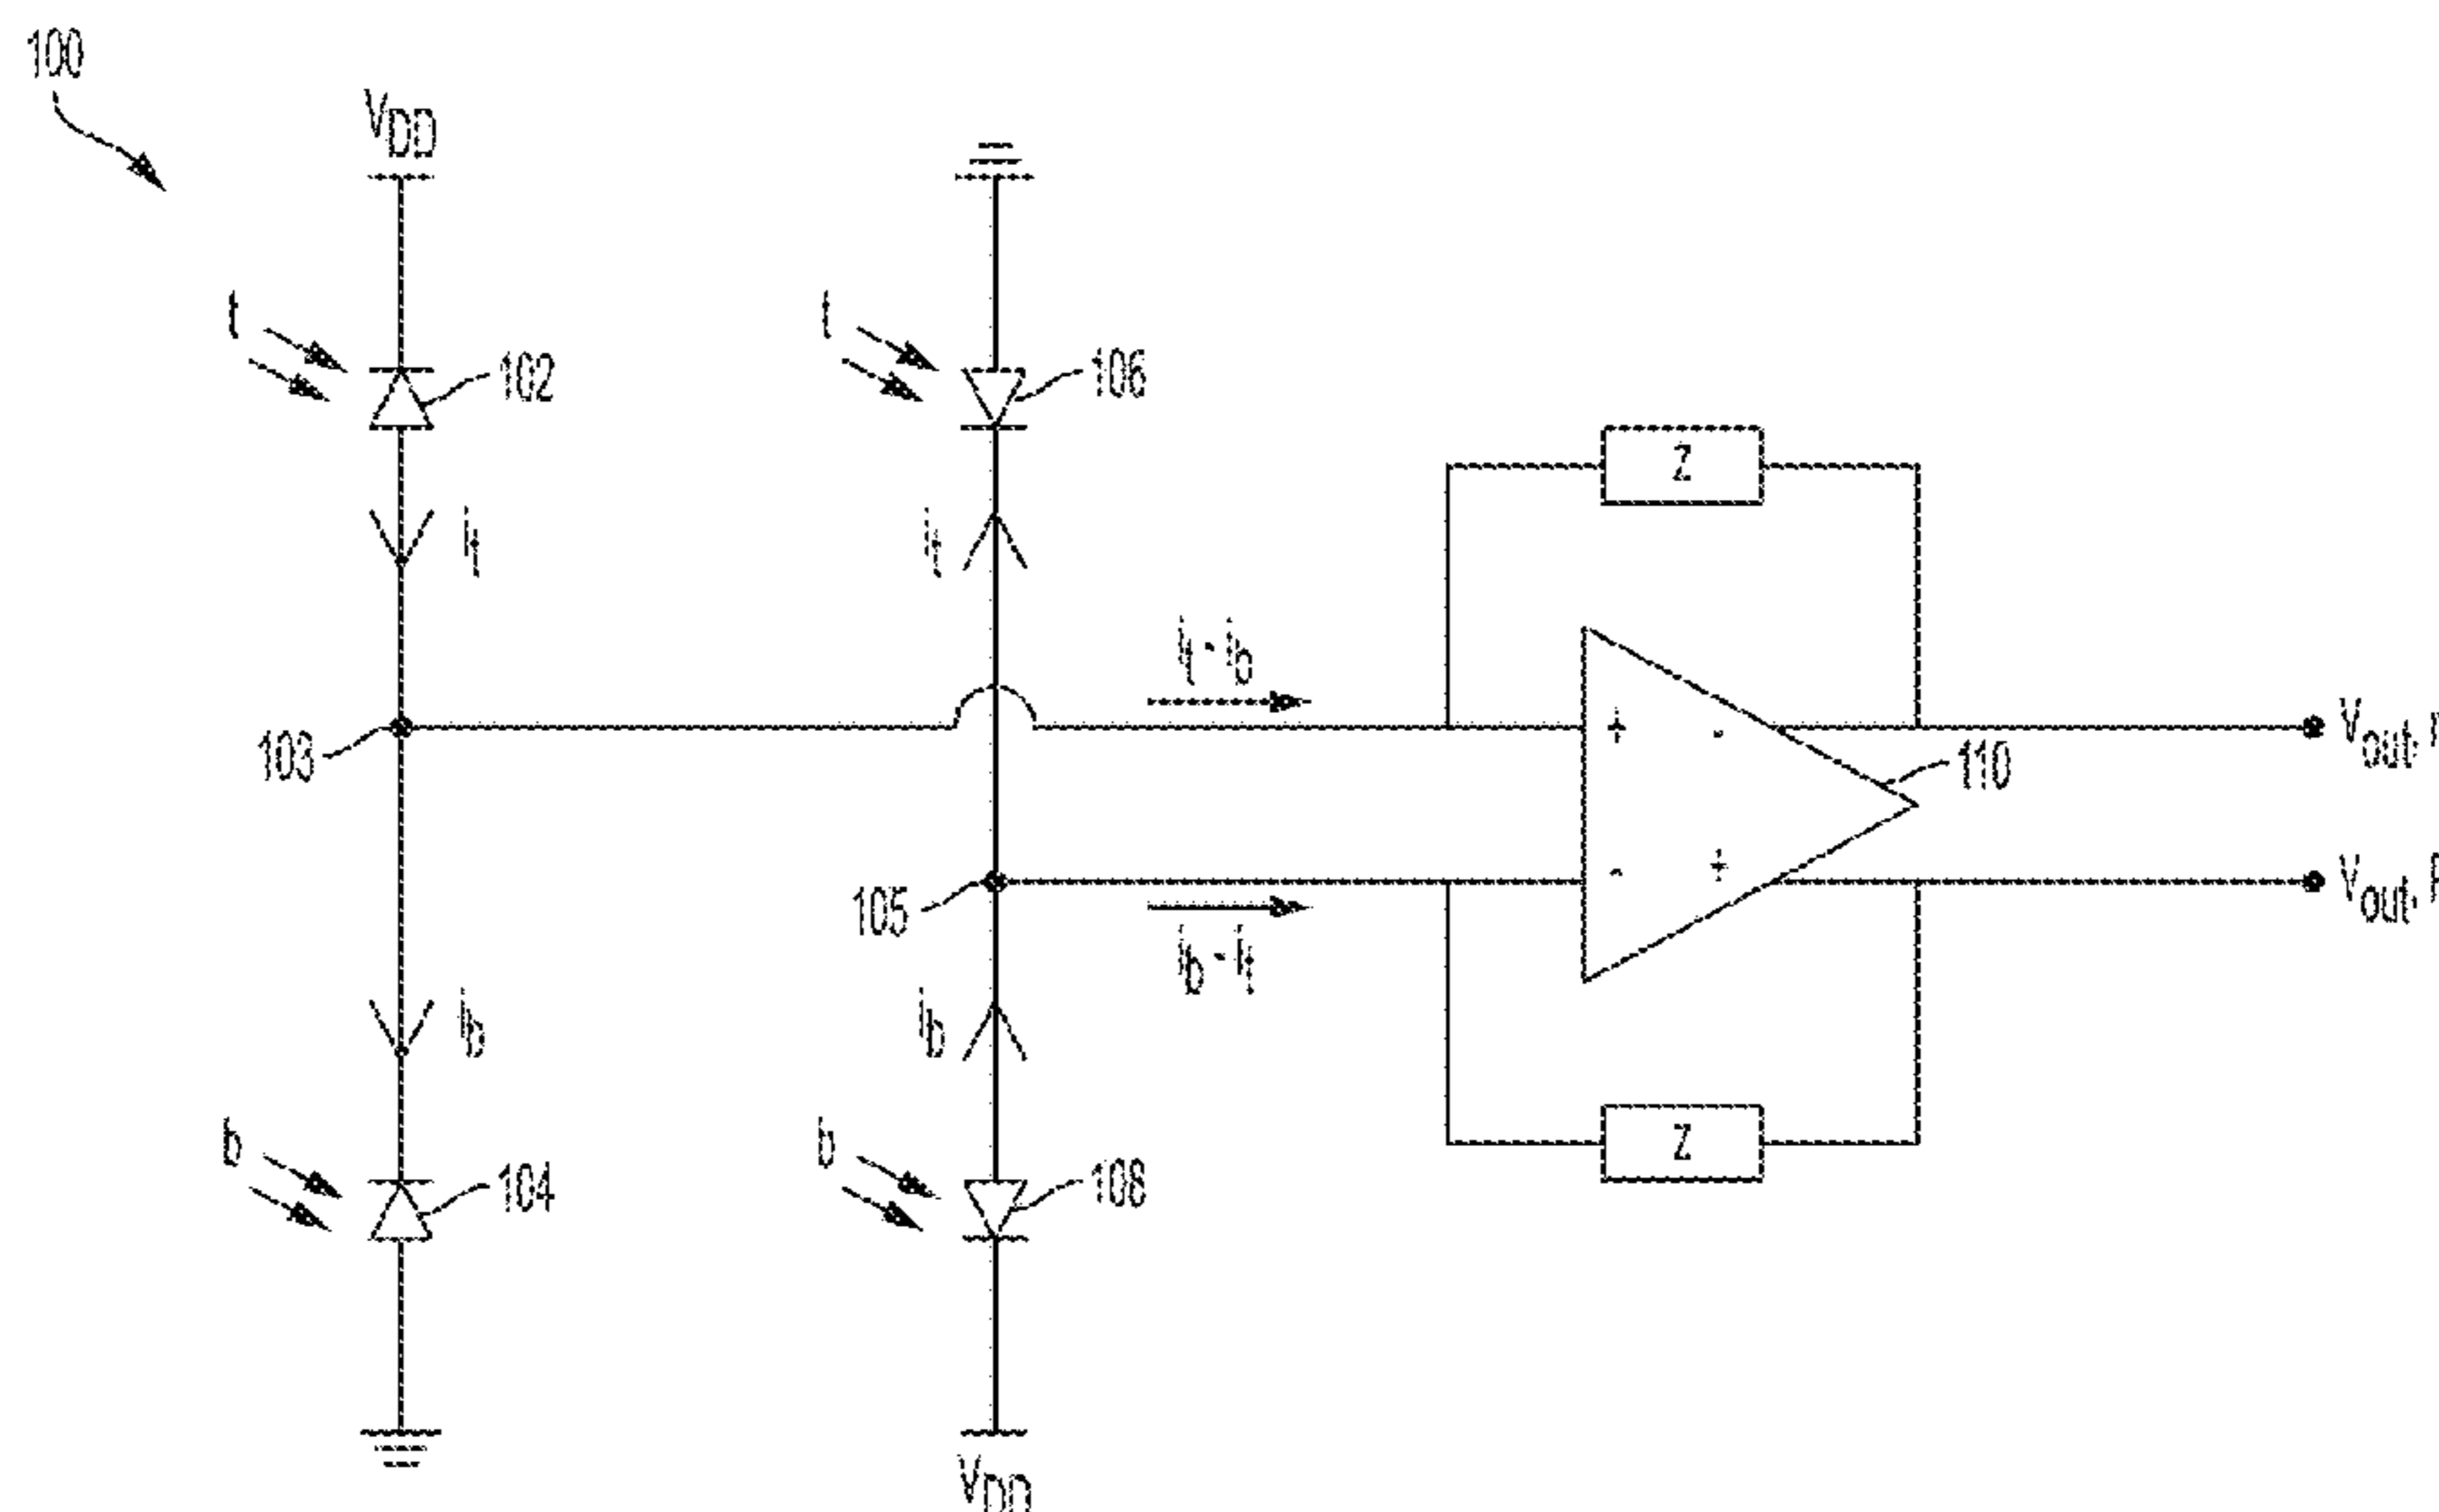 100
VDD
t
102
t
106
it
it
Z
it - ib
103
+
-
Vout,n
110
105
-
+
Vout,p
ib - it
ib
ib
b
104
b
108
Z
VDD